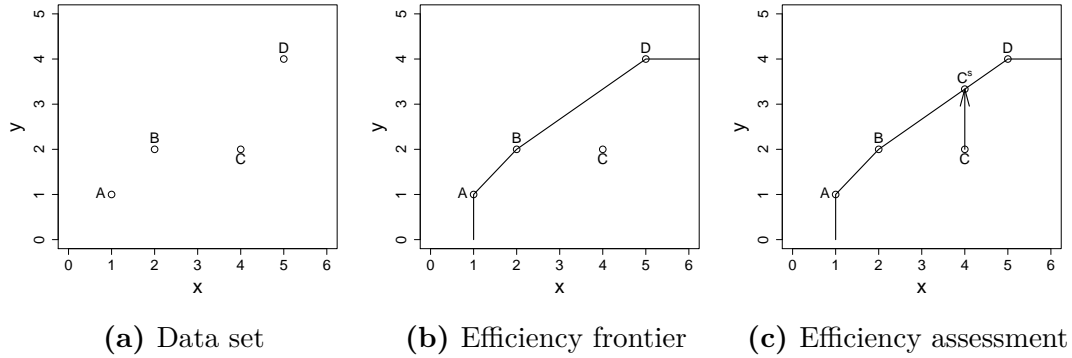 5
4
3
2
1
0
y
A
B
C
D
0 1 2 3 4 5 6
x
(a) Data set
5
4
3
2
1
0
y
A
B
C
D
0 1 2 3 4 5 6
x
(b) Efficiency frontier
5
4
3
2
1
0
y
A
B
C
Cˢ
D
0 1 2 3 4 5 6
x
(c) Efficiency assessment